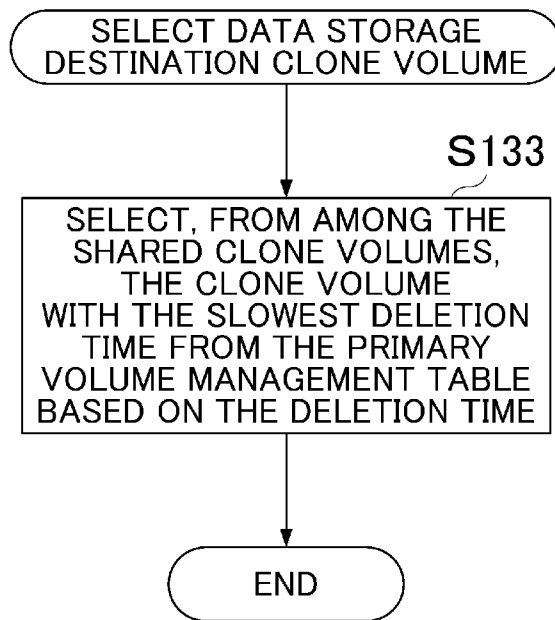 SELECT DATA STORAGE
DESTINATION CLONE VOLUME
S133
SELECT, FROM AMONG THE
SHARED CLONE VOLUMES,
THE CLONE VOLUME
WITH THE SLOWEST DELETION
TIME FROM THE PRIMARY
VOLUME MANAGEMENT TABLE
BASED ON THE DELETION TIME
END